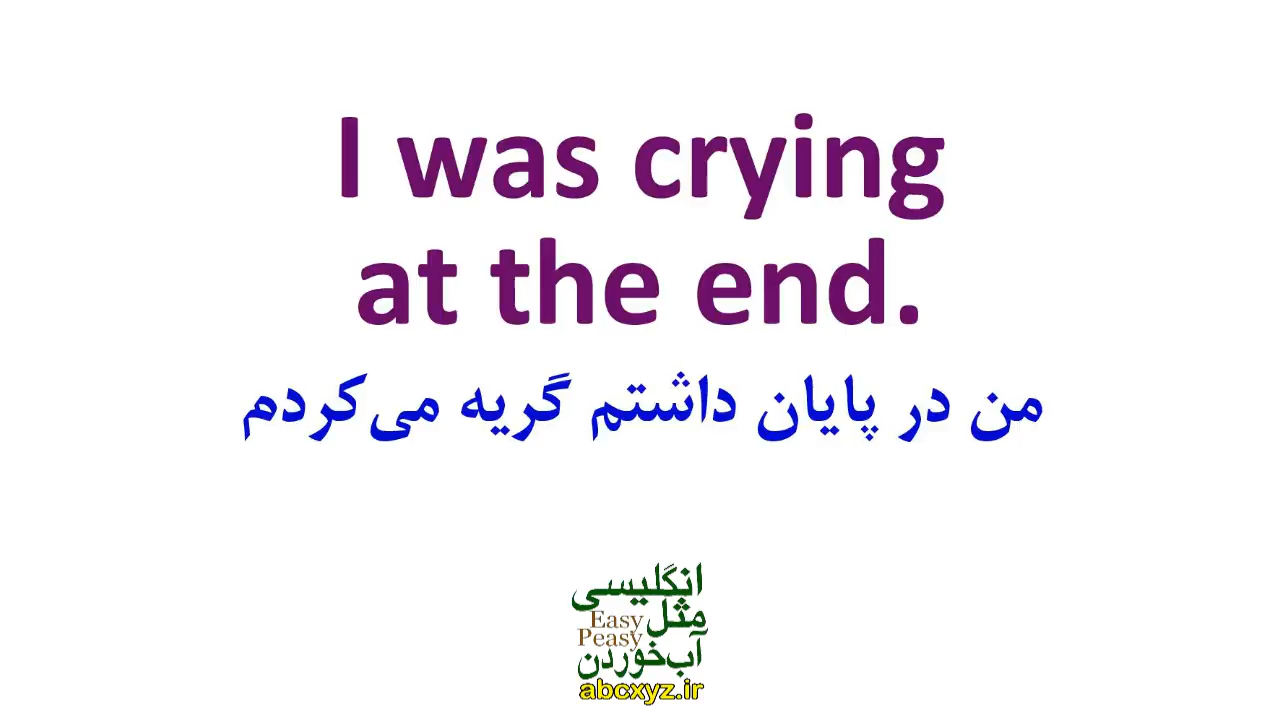 I was crying
at the end.
من در پایان داشتم گریه می‌کردم
انگلیسی
مثل
Easy
Peasy
آب‌خوردن
abcxyz.ir